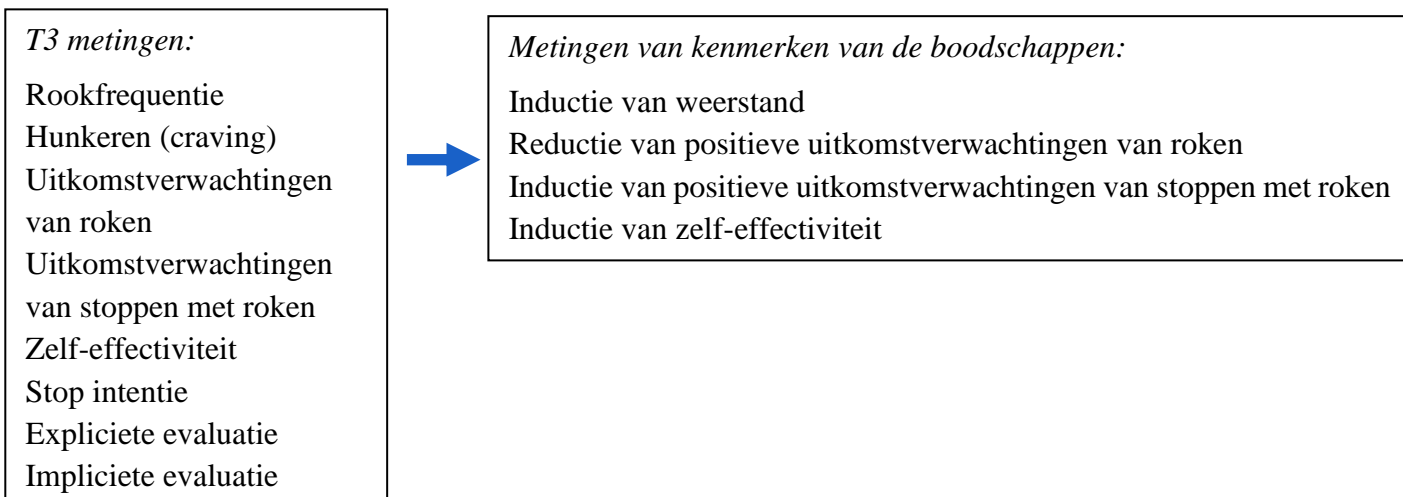 T3 metingen:
Rookfrequentie
Hunkeren (craving)
Uitkomstverwachtingen
van roken
Uitkomstverwachtingen
van stoppen met roken
Zelf-effectiviteit
Stop intentie
Expliciete evaluatie
Impliciete evaluatie
Metingen van kenmerken van de boodschappen:
Inductie van weerstand
Reductie van positieve uitkomstverwachtingen van roken
Inductie van positieve uitkomstverwachtingen van stoppen met roken
Inductie van zelf-effectiviteit